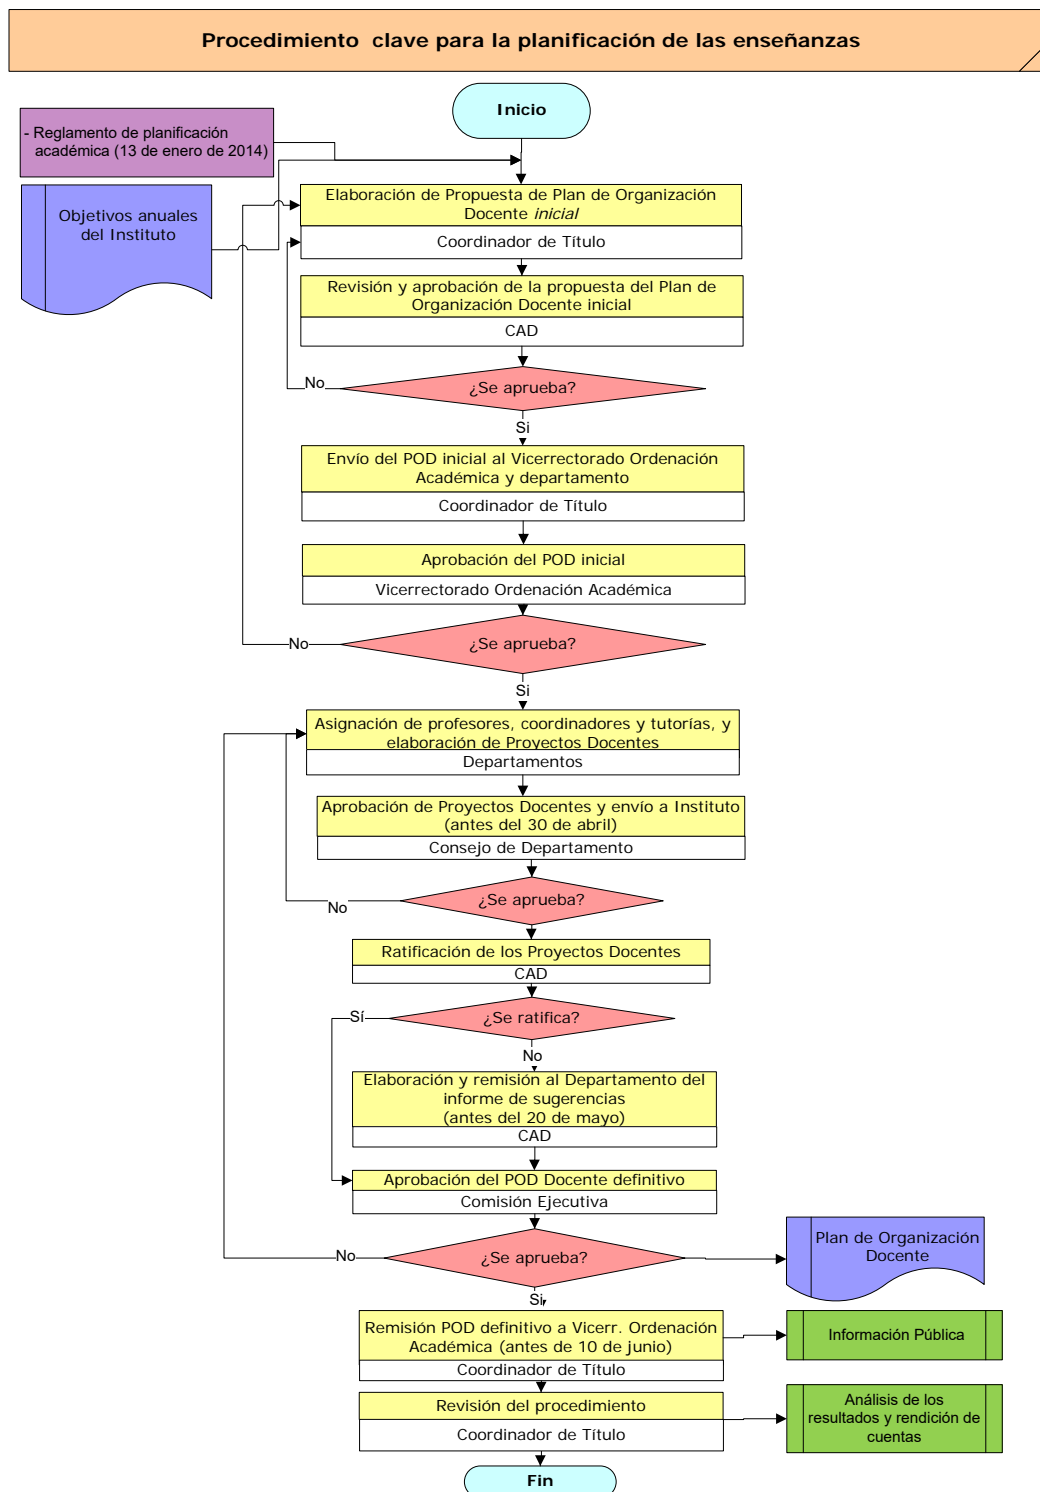 Procedimiento clave para la planificación de las enseñanzas
Inicio
- Reglamento de planificación
académica (13 de enero de 2014)
Objetivos anuales
del Instituto
Elaboración de Propuesta de Plan de Organización
Docente inicial
Coordinador de Título
Revisión y aprobación de la propuesta del Plan de
Organización Docente inicial
CAD
¿Se aprueba?
No
Si
Envío del POD inicial al Vicerrectorado Ordenación
Académica y departamento
Coordinador de Título
Aprobación del POD inicial
Vicerrectorado Ordenación Académica
¿Se aprueba?
No
Si
Asignación de profesores, coordinadores y tutorías, y
elaboración de Proyectos Docentes
Departamentos
Aprobación de Proyectos Docentes y envío a Instituto
(antes del 30 de abril)
Consejo de Departamento
¿Se aprueba?
No
Ratificación de los Proyectos Docentes
CAD
¿Se ratifica?
Sí
No
Elaboración y remisión al Departamento del
informe de sugerencias
(antes del 20 de mayo)
CAD
Aprobación del POD Docente definitivo
Comisión Ejecutiva
¿Se aprueba?
No
Si
Plan de Organización
Docente
Remisión POD definitivo a Vicerr. Ordenación
Académica (antes de 10 de junio)
Coordinador de Título
Información Pública
Revisión del procedimiento
Coordinador de Título
Análisis de los
resultados y rendición de
cuentas
Fin